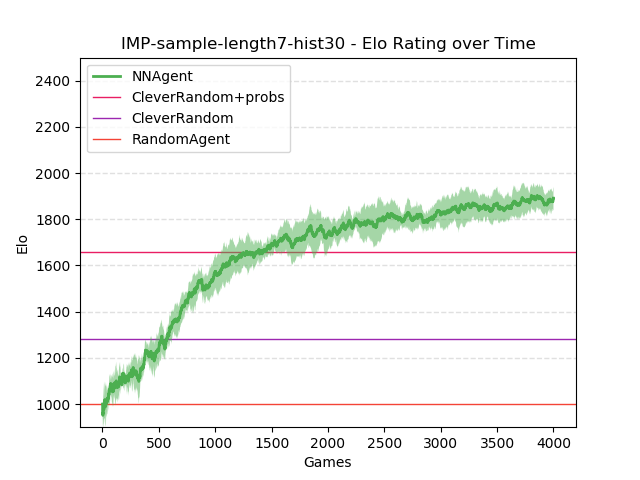 IMP-sample-length7-hist30 - Elo Rating over Time
NNAgent
CleverRandom+probs
CleverRandom
RandomAgent
Elo
2400
2200
2000
1800
1600
1400
1200
1000
0 500 1000 1500 2000 2500 3000 3500 4000
Games